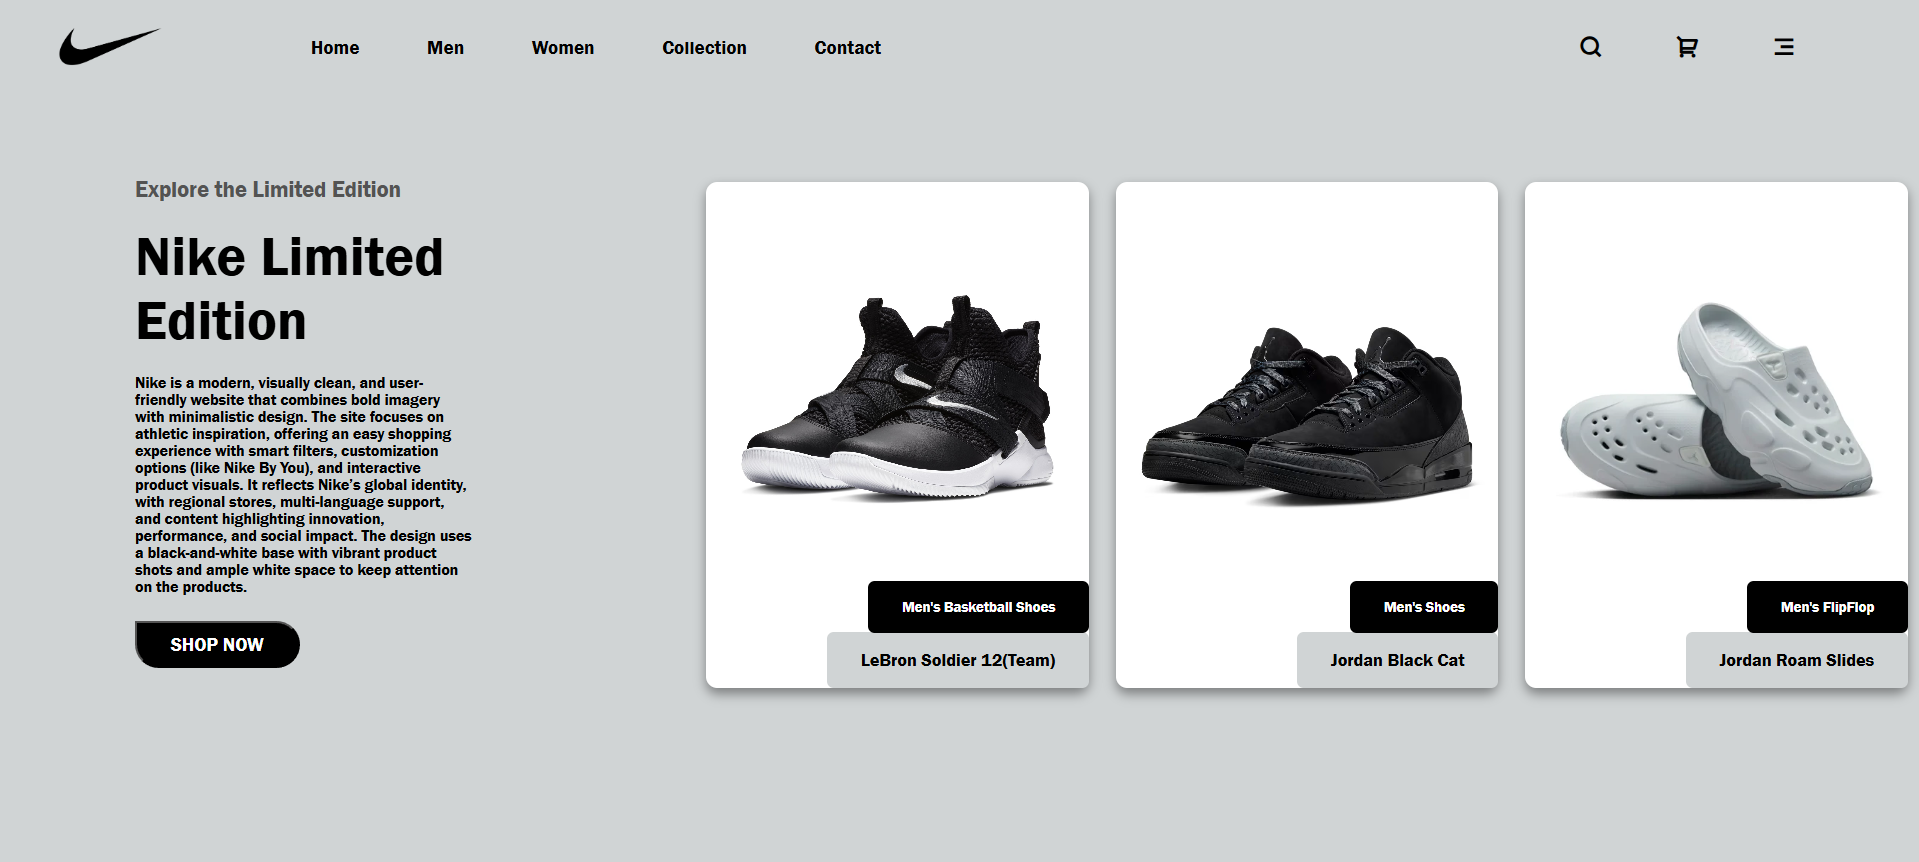 Home Men Women Collection Contact
Explore the Limited Edition
Nike Limited
Edition
Nike is a modern, visually clean, and user-
friendly website that combines bold imagery
with minimalistic design. The site focuses on
athletic inspiration, offering an easy shopping
experience with smart filters, customization
options (like Nike By You), and interactive
product visuals. It reflects Nike’s global identity,
with regional stores, multi-language support,
and content highlighting innovation,
performance, and social impact. The design uses
a black-and-white base with vibrant product
shots and ample white space to keep attention
on the products.
SHOP NOW
Men's Basketball Shoes
LeBron Soldier 12(Team)
Men's Shoes
Jordan Black Cat
Men's FlipFlop
Jordan Roam Slides